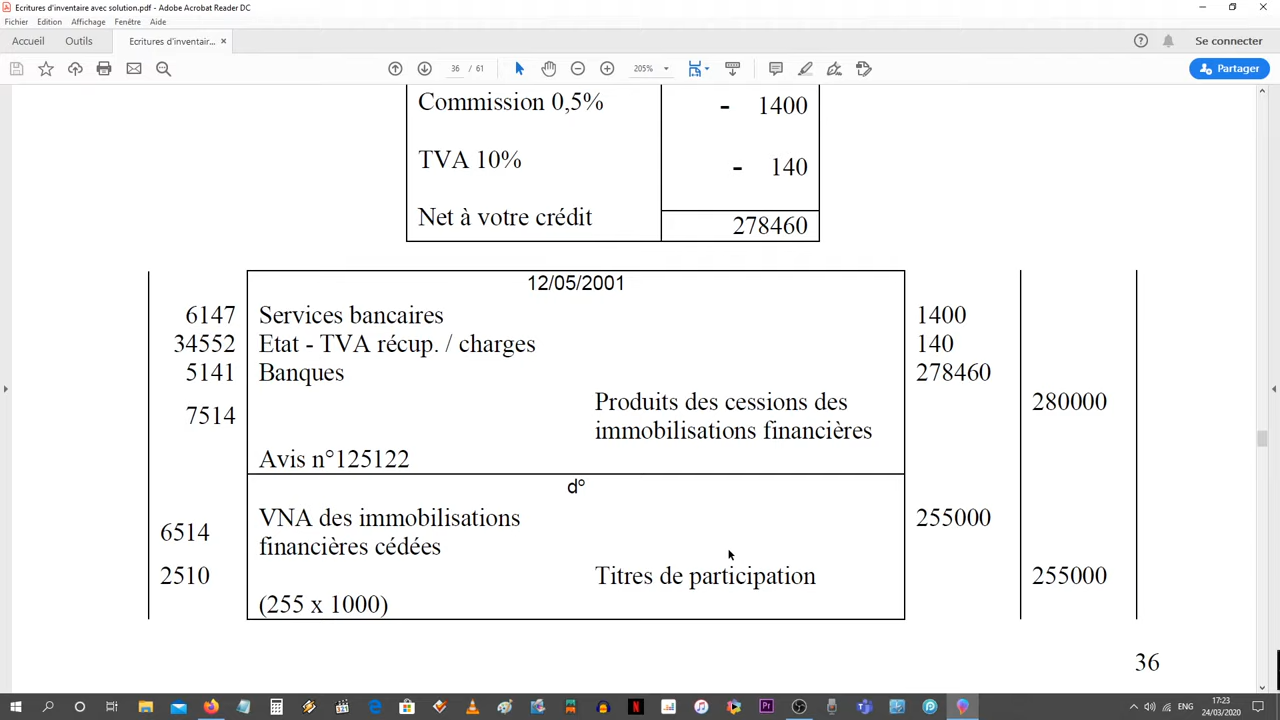 Ecritures d'inventaire avec solution.pdf - Adobe Acrobat Reader DC
Fichier Edition Affichage Fenêtre Aide
Accueil Outils Ecritures d'inventair... × Se connecter
36 / 61 205% Partager
Commission 0,5% - 1400
TVA 10% - 140
Net à votre crédit 278460
12/05/2001
6147 Services bancaires 1400
34552 Etat - TVA récup. / charges 140
5141 Banques 278460
7514 Produits des cessions des 280000
immobilisations financières
Avis n°125122
d°
6514 VNA des immobilisations 255000
financières cédées
2510 Titres de participation 255000
(255 x 1000)
36
17:23
24/03/2020